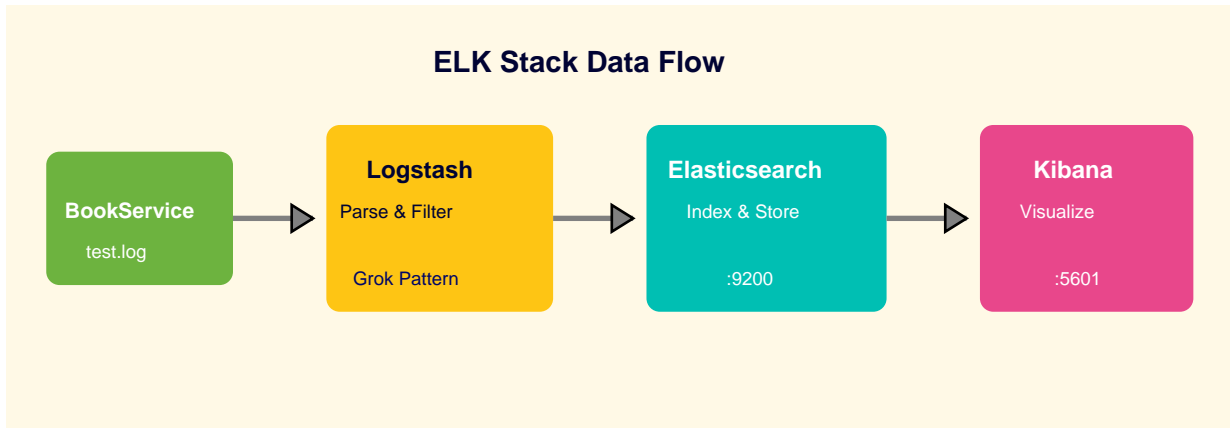 ELK Stack Data Flow
BookService
test.log
Logstash
Parse & Filter
Grok Pattern
Elasticsearch
Index & Store
:9200
Kibana
Visualize
:5601